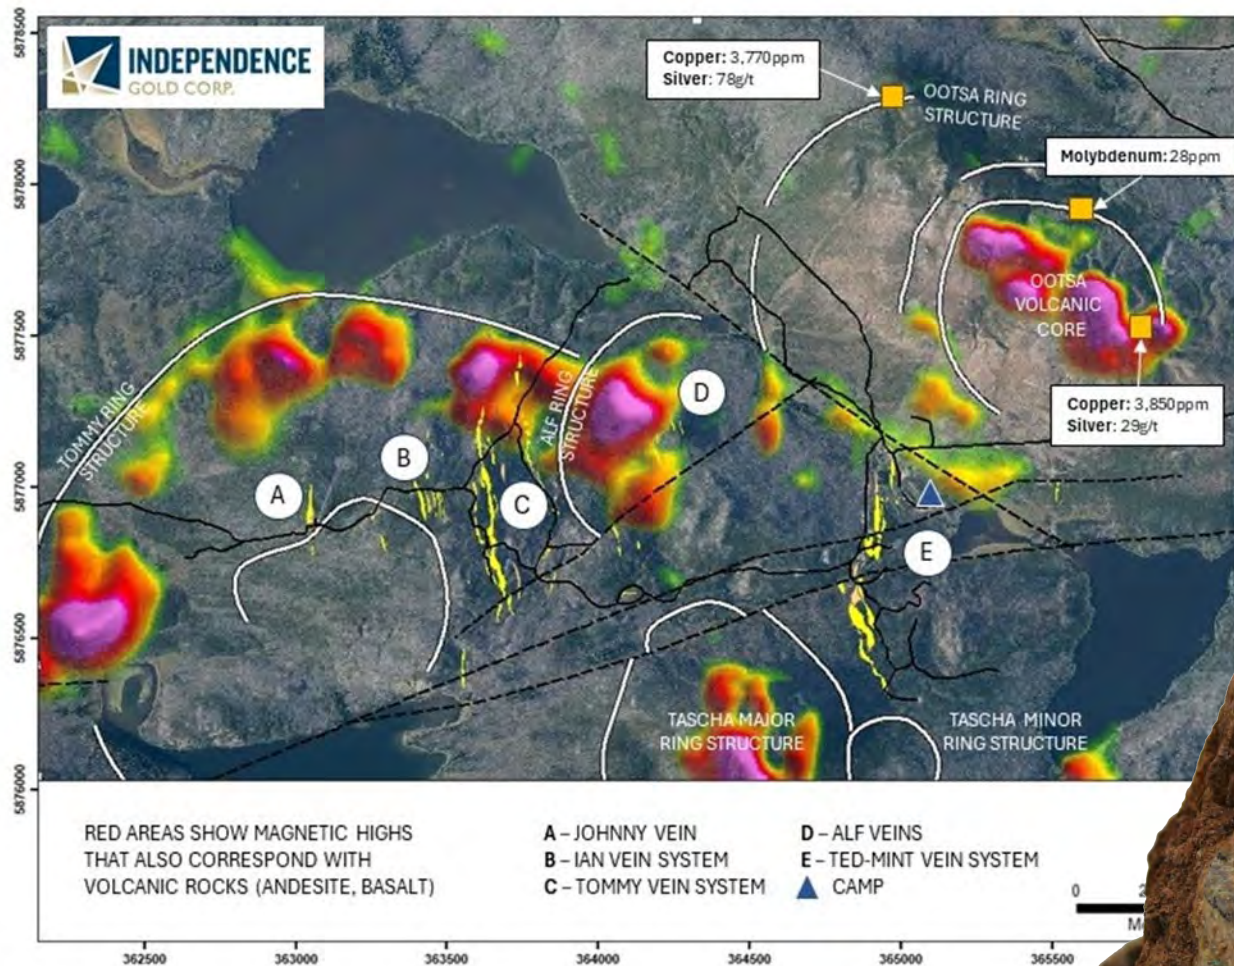 INDEPENDENCE
GOLD CORP.
Copper: 3,770ppm
Silver: 78g/t
OOTSA RING
STRUCTURE
Molybdenum: 28ppm
OOTSA
VOLCANIC
CORE
Copper: 3,850ppm
Silver: 29g/t
TOMMY RING
STRUCTURE
ALF RING
STRUCTURE
A
B
C
D
E
TASCHA MAJOR
RING STRUCTURE
TASCHA MINOR
RING STRUCTURE
5878500
5878000
5877500
5877000
5876500
5876000
RED AREAS SHOW MAGNETIC HIGHS
THAT ALSO CORRESPOND WITH
VOLCANIC ROCKS (ANDESITE, BASALT)
A – JOHNNY VEIN
B – IAN VEIN SYSTEM
C – TOMMY VEIN SYSTEM
D – ALF VEINS
E – TED-MINT VEIN SYSTEM
CAMP
0
362500
363000
363500
364000
364500
365000
365500